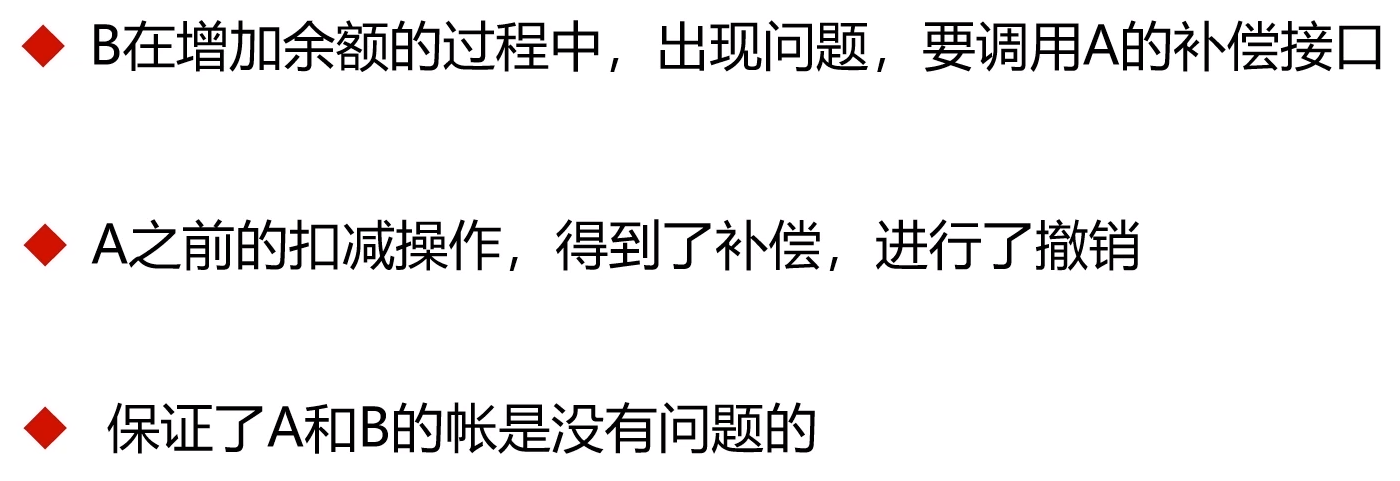 B在增加余额的过程中，出现问题，要调用A的补偿接口
A之前的扣减操作，得到了补偿，进行了撤销
保证了A和B的帐是没有问题的